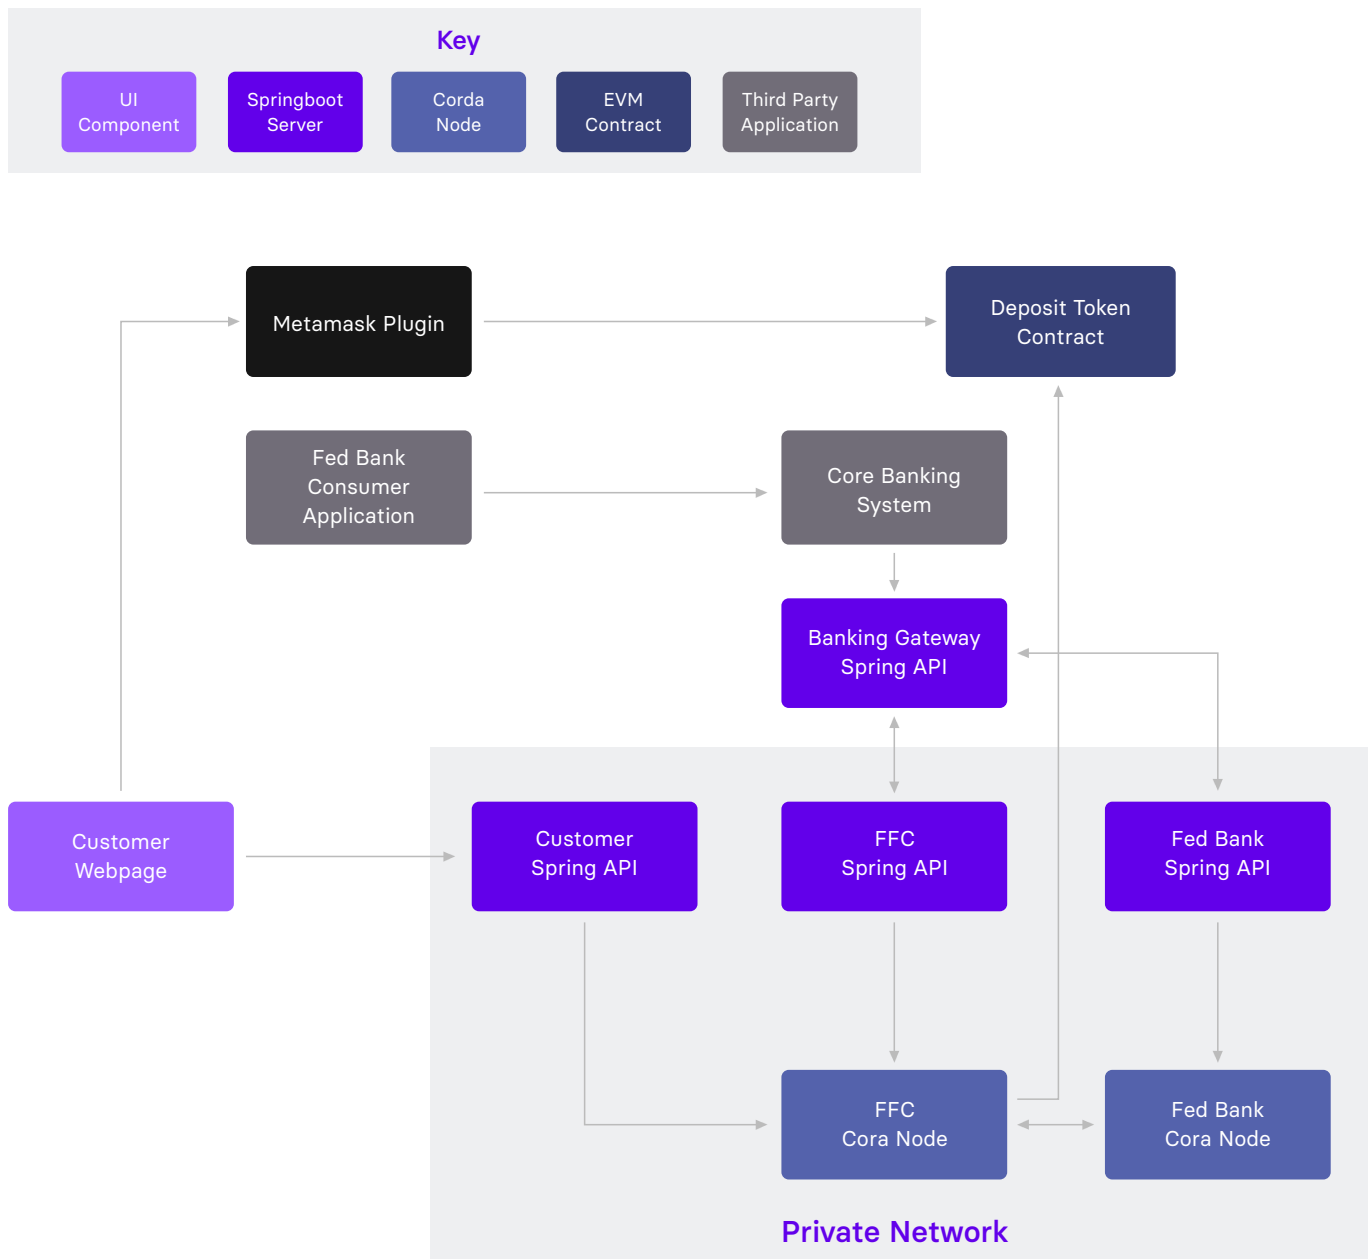 Key
UI
Component
Springboot
Server
Corda
Node
EVM
Contract
Third Party
Application
Metamask Plugin
Deposit Token
Contract
Fed Bank
Consumer
Application
Core Banking
System
Banking Gateway
Spring API
Customer
Webpage
Customer
Spring API
FFC
Spring API
Fed Bank
Spring API
FFC
Cora Node
Fed Bank
Cora Node
Private Network